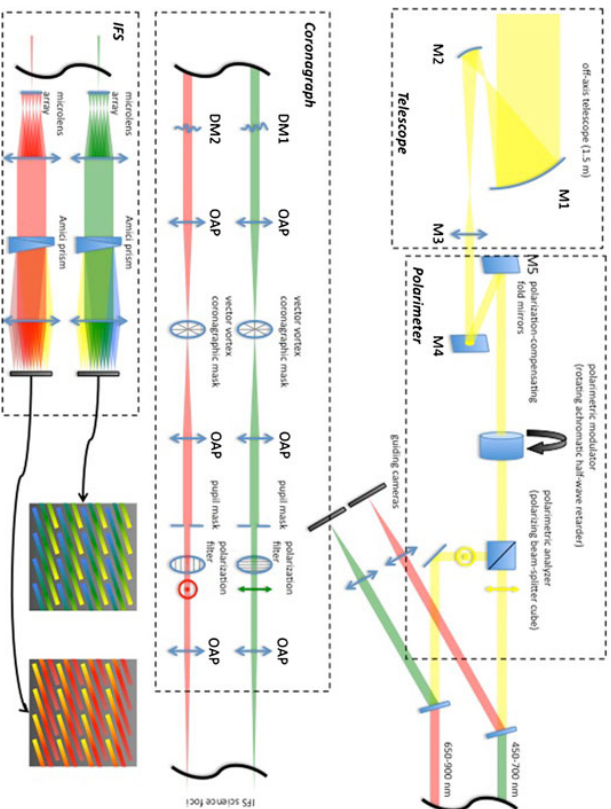 off-axis telescope (1.5 m)
M1
M2
M3
Telescope
M5
M4
Polarimeter
polarization-compensating
fold mirrors
polarimetric modulator
(rotating achromatic half-wave retarder)
polarimetric analyzer
(polarizing beam-splitter cube)
guiding cameras
450-700 nm
650-900 nm
Coronagraph
DM1
OAP
vector vortex
coronagraphic mask
OAP
pupil mask
polarization
filter
OAP
DM2
OAP
vector vortex
coronagraphic mask
OAP
pupil mask
polarization
filter
OAP
IFS science foci
IFS
microlens
array
Amici prism
microlens
array
Amici prism